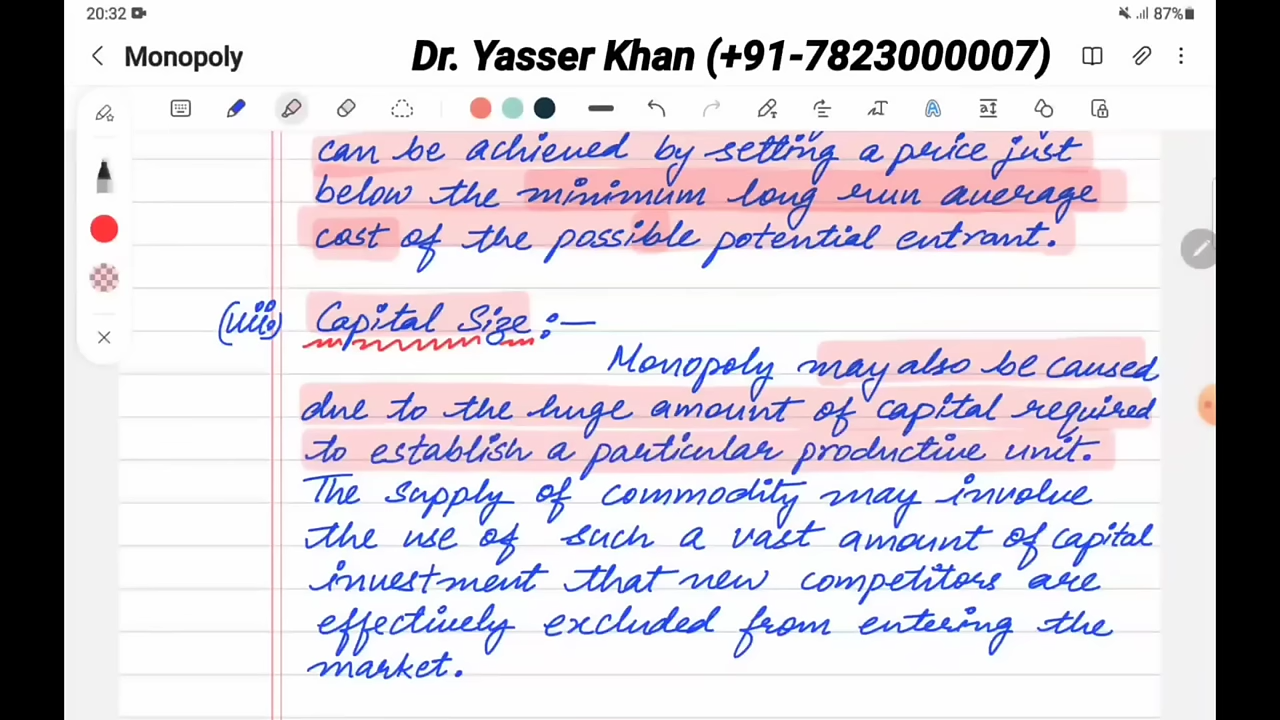 20:32
87%
Monopoly
Dr. Yasser Khan (+91-7823000007)
can be achieved by setting a price just
below the minimum long run average
cost of the possible potential entrant.
(viii) Capital Size :—
Monopoly may also be caused
due to the huge amount of capital required
to establish a particular productive unit.
The supply of commodity may involve
the use of such a vast amount of capital
investment that new competitors are
effectively excluded from entering the
market.